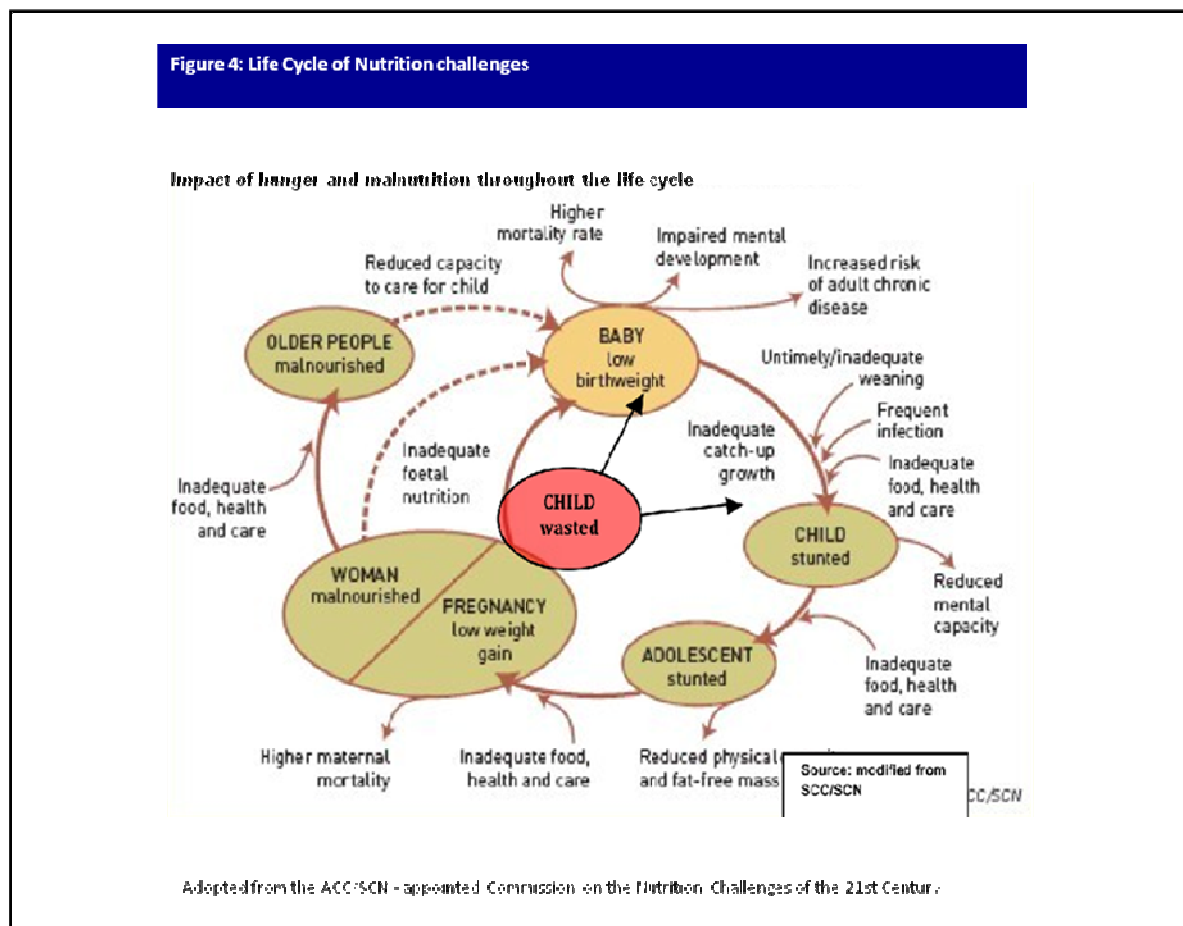 Figure 4: Life Cycle of Nutrition challenges
Impact of hunger and malnutrition throughout the life cycle
Higher
mortality rate
Impaired mental
development
Increased risk
of adult chronic
disease
Reduced capacity
to care for child
OLDER PEOPLE
malnourished
BABY
low
birthweight
Untimely/inadequate
weaning
Frequent
infection
Inadequate
food, health
and care
Inadequate
catch-up
growth
Inadequate
foetal
nutrition
Inadequate
food, health
and care
CHILD
wasted
CHILD
stunted
Reduced
mental
capacity
WOMAN
malnourished
PREGNANCY
low weight
gain
ADOLESCENT
stunted
Inadequate
food, health
and care
Higher maternal
mortality
Inadequate food,
health and care
Reduced physical
and fat-free mass
Source: modified from
SCC/SCN
CC/SCN
Adopted from the ACC/SCN - appointed Commission on the Nutrition Challenges of the 21st Century